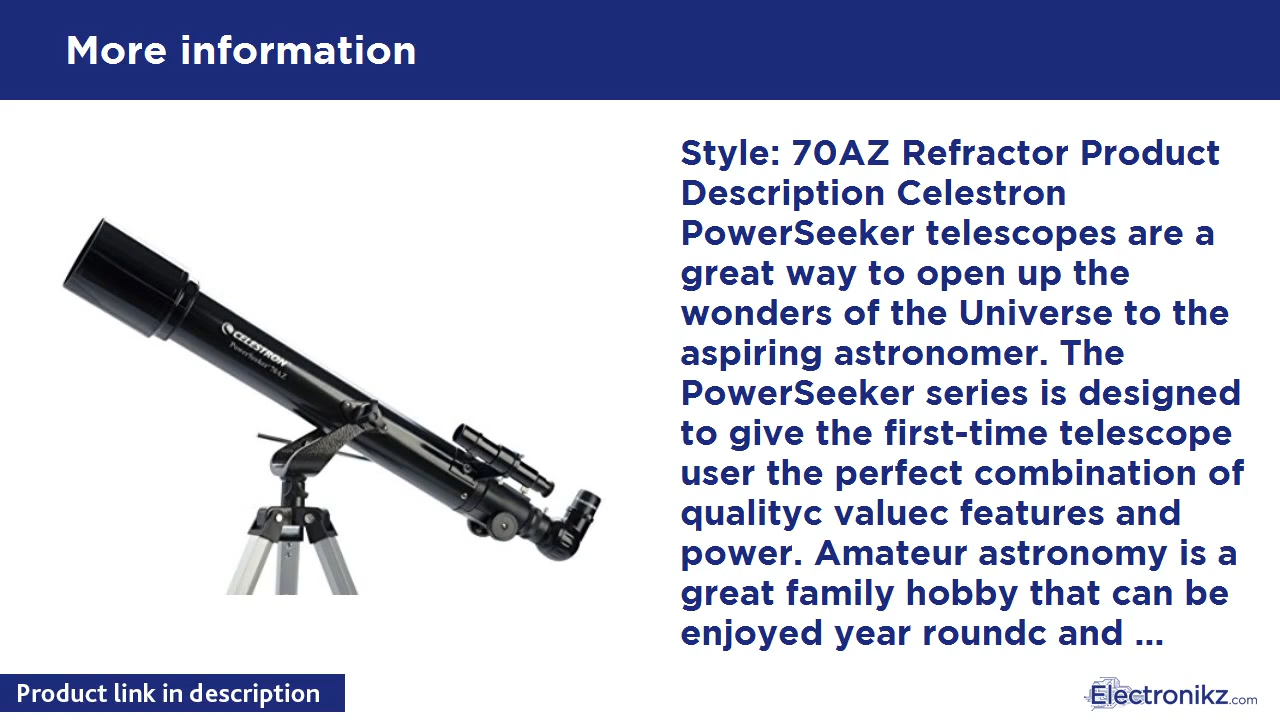 More information
Style: 70AZ Refractor Product
Description Celestron
PowerSeeker telescopes are a
great way to open up the
wonders of the Universe to the
aspiring astronomer. The
PowerSeeker series is designed
to give the first-time telescope
user the perfect combination of
qualityc valuec features and
power. Amateur astronomy is a
great family hobby that can be
enjoyed year roundc and ...
CELESTRON
PowerSeeker 70AZ
Product link in description
Electronikz.com